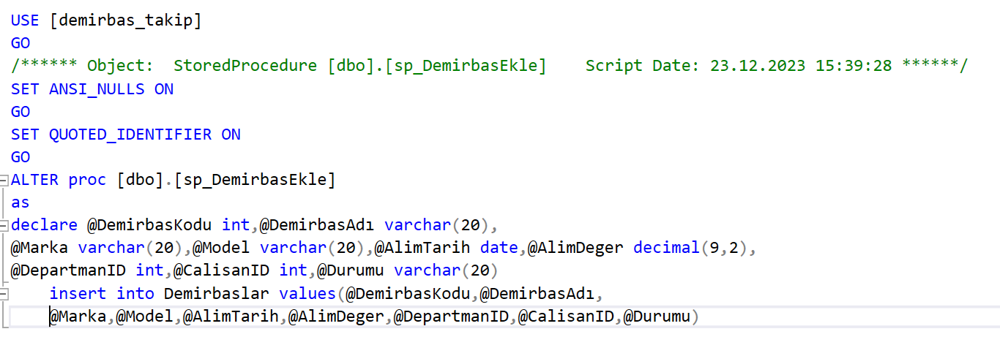 USE [demirbas_takip]
GO
/****** Object:  StoredProcedure [dbo].[sp_DemirbasEkle]    Script Date: 23.12.2023 15:39:28 ******/
SET ANSI_NULLS ON
GO
SET QUOTED_IDENTIFIER ON
GO
ALTER proc [dbo].[sp_DemirbasEkle]
as
declare @DemirbasKodu int,@DemirbasAdı varchar(20),
@Marka varchar(20),@Model varchar(20),@AlimTarih date,@AlimDeger decimal(9,2),
@DepartmanID int,@CalisanID int,@Durumu varchar(20)
    insert into Demirbaslar values(@DemirbasKodu,@DemirbasAdı,
    @Marka,@Model,@AlimTarih,@AlimDeger,@DepartmanID,@CalisanID,@Durumu)